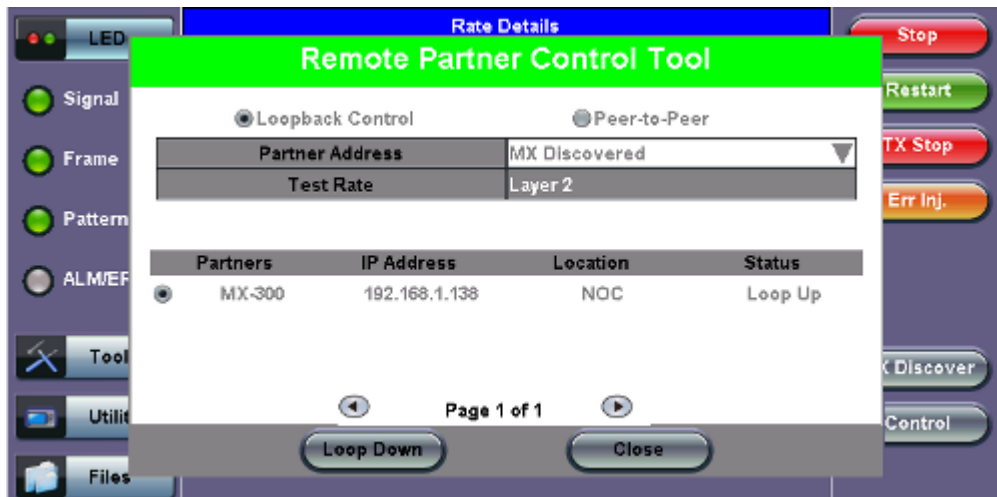 Rate Details
LED
Stop
Remote Partner Control Tool
Signal
Restart
Loopback Control
Peer-to-Peer
Frame
Partner Address
MX Discovered
TX Stop
Test Rate
Layer 2
Err Inj.
Pattern
Partners IP Address Location Status
ALM/ER
MX-300 192.168.1.138 NOC Loop Up
Tool
X Discover
Page 1 of 1
Utilit
Control
Loop Down
Close
Files